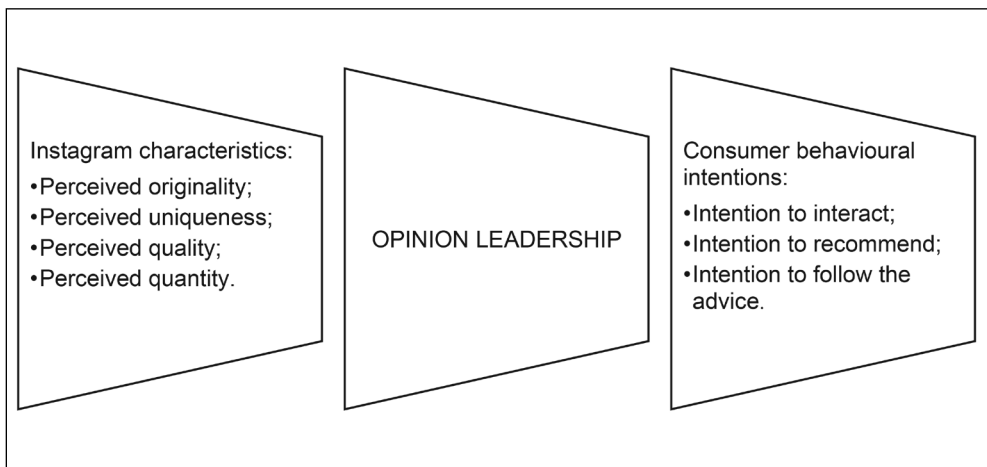 Instagram characteristics:
•Perceived originality;
•Perceived uniqueness;
•Perceived quality;
•Perceived quantity.
OPINION LEADERSHIP
Consumer behavioural
intentions:
•Intention to interact;
•Intention to recommend;
•Intention to follow the
advice.